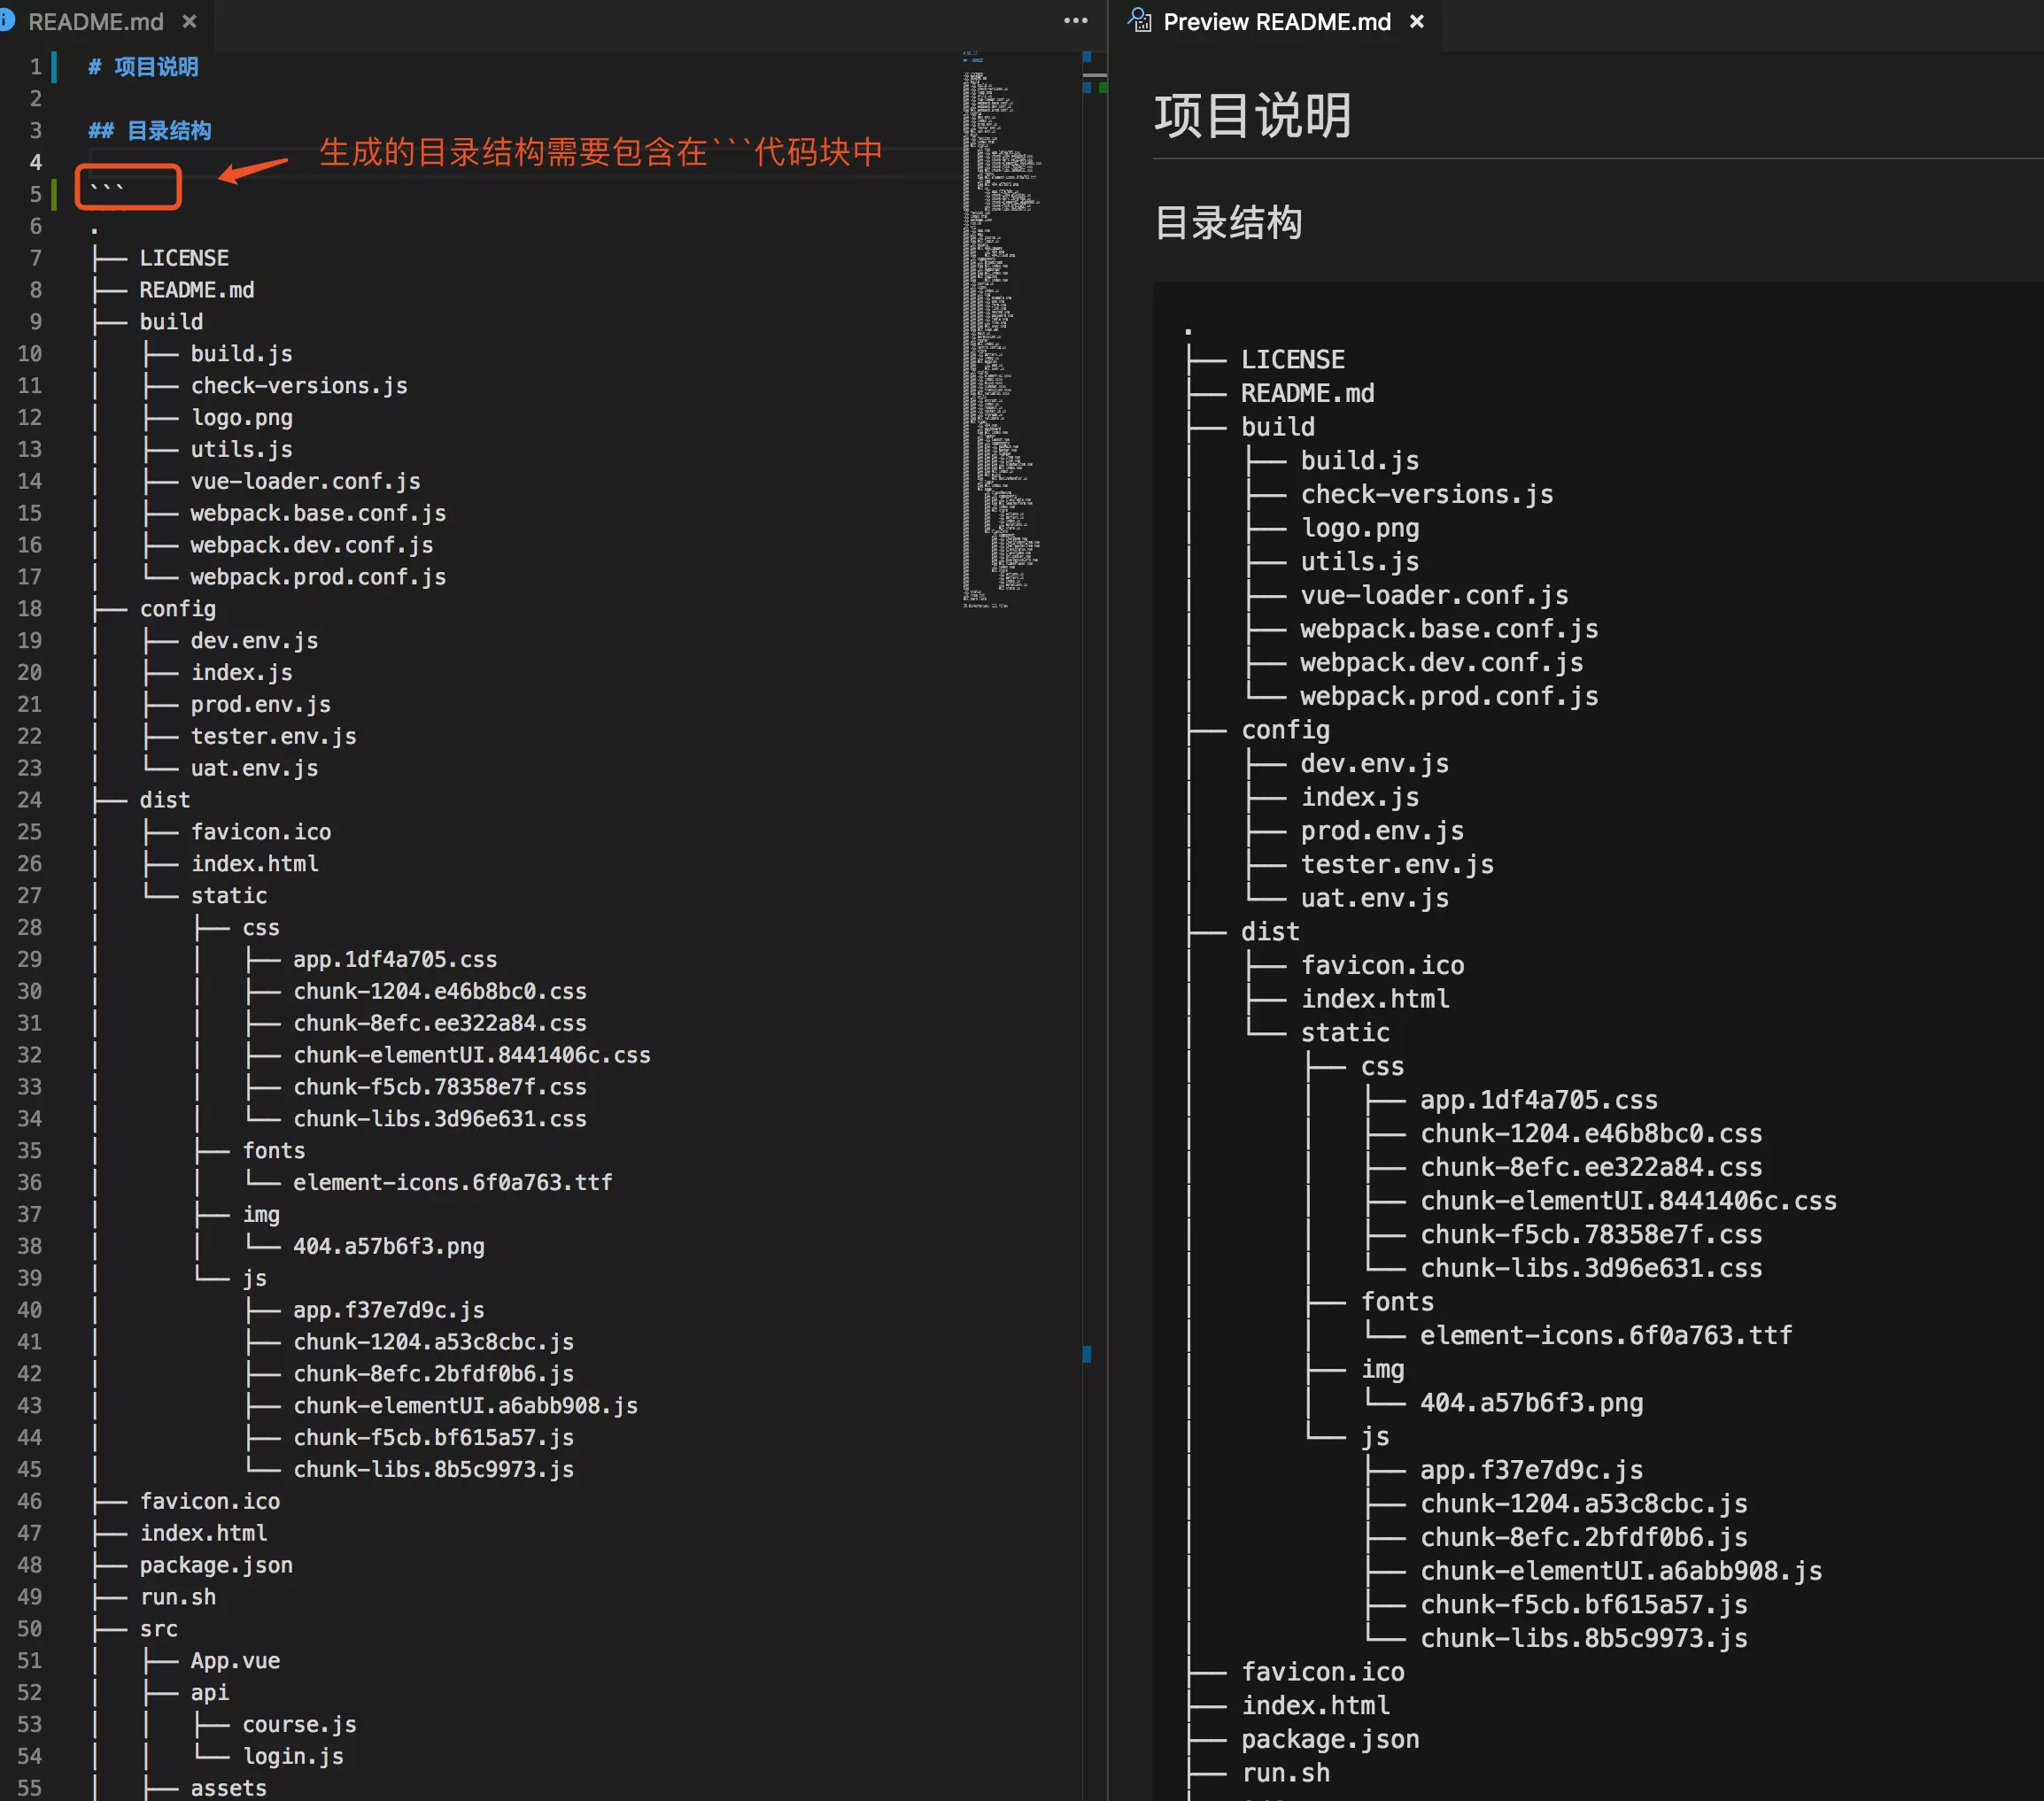 README.md ×
1 # 项目说明
2
3 ## 目录结构
生成的目录结构需要包含在```代码块中
4
5 ```
6 .
7 ├── LICENSE
8 ├── README.md
9 ├── build
10 │   ├── build.js
11 │   ├── check-versions.js
12 │   ├── logo.png
13 │   ├── utils.js
14 │   ├── vue-loader.conf.js
15 │   ├── webpack.base.conf.js
16 │   ├── webpack.dev.conf.js
17 │   └── webpack.prod.conf.js
18 ├── config
19 │   ├── dev.env.js
20 │   ├── index.js
21 │   ├── prod.env.js
22 │   ├── tester.env.js
23 │   └── uat.env.js
24 ├── dist
25 │   ├── favicon.ico
26 │   ├── index.html
27 │   └── static
28 │       ├── css
29 │       │   ├── app.1df4a705.css
30 │       │   ├── chunk-1204.e46b8bc0.css
31 │       │   ├── chunk-8efc.ee322a84.css
32 │       │   ├── chunk-elementUI.8441406c.css
33 │       │   ├── chunk-f5cb.78358e7f.css
34 │       │   └── chunk-libs.3d96e631.css
35 │       ├── fonts
36 │       │   └── element-icons.6f0a763.ttf
37 │       ├── img
38 │       │   └── 404.a57b6f3.png
39 │       └── js
40 │           ├── app.f37e7d9c.js
41 │           ├── chunk-1204.a53c8cbc.js
42 │           ├── chunk-8efc.2bfdf0b6.js
43 │           ├── chunk-elementUI.a6abb908.js
44 │           ├── chunk-f5cb.bf615a57.js
45 │           └── chunk-libs.8b5c9973.js
46 ├── favicon.ico
47 ├── index.html
48 ├── package.json
49 ├── run.sh
50 ├── src
51 │   ├── App.vue
52 │   ├── api
53 │   │   ├── course.js
54 │   │   └── login.js
55 │   ├── assets
Preview README.md ×
项目说明
目录结构
.
├── LICENSE
├── README.md
├── build
│   ├── build.js
│   ├── check-versions.js
│   ├── logo.png
│   ├── utils.js
│   ├── vue-loader.conf.js
│   ├── webpack.base.conf.js
│   ├── webpack.dev.conf.js
│   └── webpack.prod.conf.js
├── config
│   ├── dev.env.js
│   ├── index.js
│   ├── prod.env.js
│   ├── tester.env.js
│   └── uat.env.js
├── dist
│   ├── favicon.ico
│   ├── index.html
│   └── static
│       ├── css
│       │   ├── app.1df4a705.css
│       │   ├── chunk-1204.e46b8bc0.css
│       │   ├── chunk-8efc.ee322a84.css
│       │   ├── chunk-elementUI.8441406c.css
│       │   ├── chunk-f5cb.78358e7f.css
│       │   └── chunk-libs.3d96e631.css
│       ├── fonts
│       │   └── element-icons.6f0a763.ttf
│       ├── img
│       │   └── 404.a57b6f3.png
│       └── js
│           ├── app.f37e7d9c.js
│           ├── chunk-1204.a53c8cbc.js
│           ├── chunk-8efc.2bfdf0b6.js
│           ├── chunk-elementUI.a6abb908.js
│           ├── chunk-f5cb.bf615a57.js
│           └── chunk-libs.8b5c9973.js
├── favicon.ico
├── index.html
├── package.json
├── run.sh